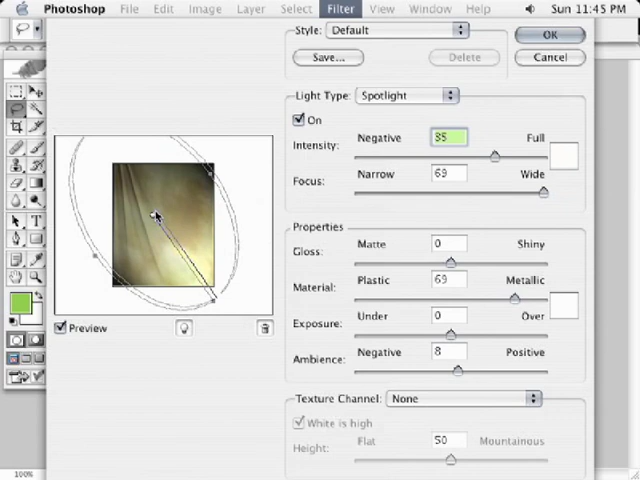 Photoshop File Edit Image Layer Select Filter View Window Help Sun 11:45 PM
Style: Default OK
Save... Delete Cancel
Light Type: Spotlight
On
Intensity: Negative 35 Full
Focus: Narrow 69 Wide
Properties:
Gloss: Matte 0 Shiny
Material: Plastic 69 Metallic
Exposure: Under 0 Over
Ambience: Negative 8 Positive
Preview
Texture Channel: None
White is high
Height: Flat 50 Mountainous
100%